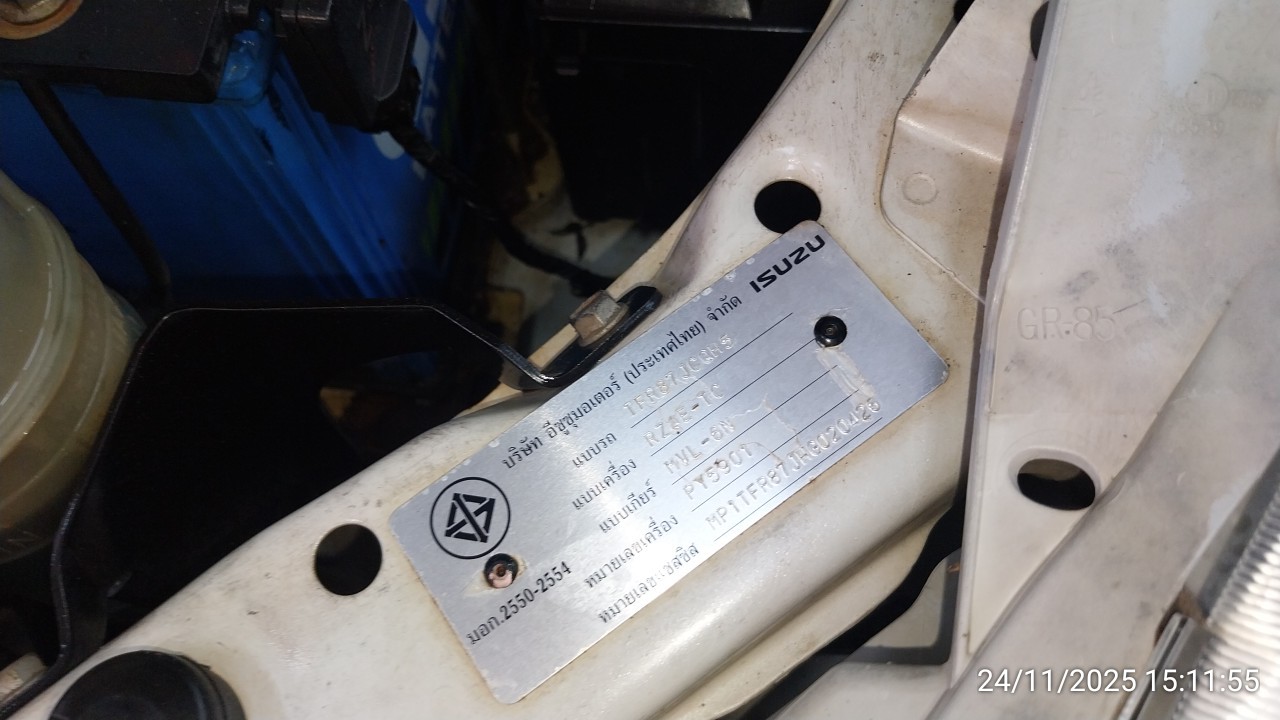 ISUZU
บริษัท อีซูซุมอเตอร์ (ประเทศไทย) จำกัด
แบบรถ TFR87JCQH5
แบบเครื่อง RZ4E-TC
แบบเกียร์ MVL-6N
หมายเลขเครื่อง PY5901
หมายเลขแชสซีส MP1TFR87JHG020426
มอก.2550-2554
GR-85
24/11/2025 15:11:55